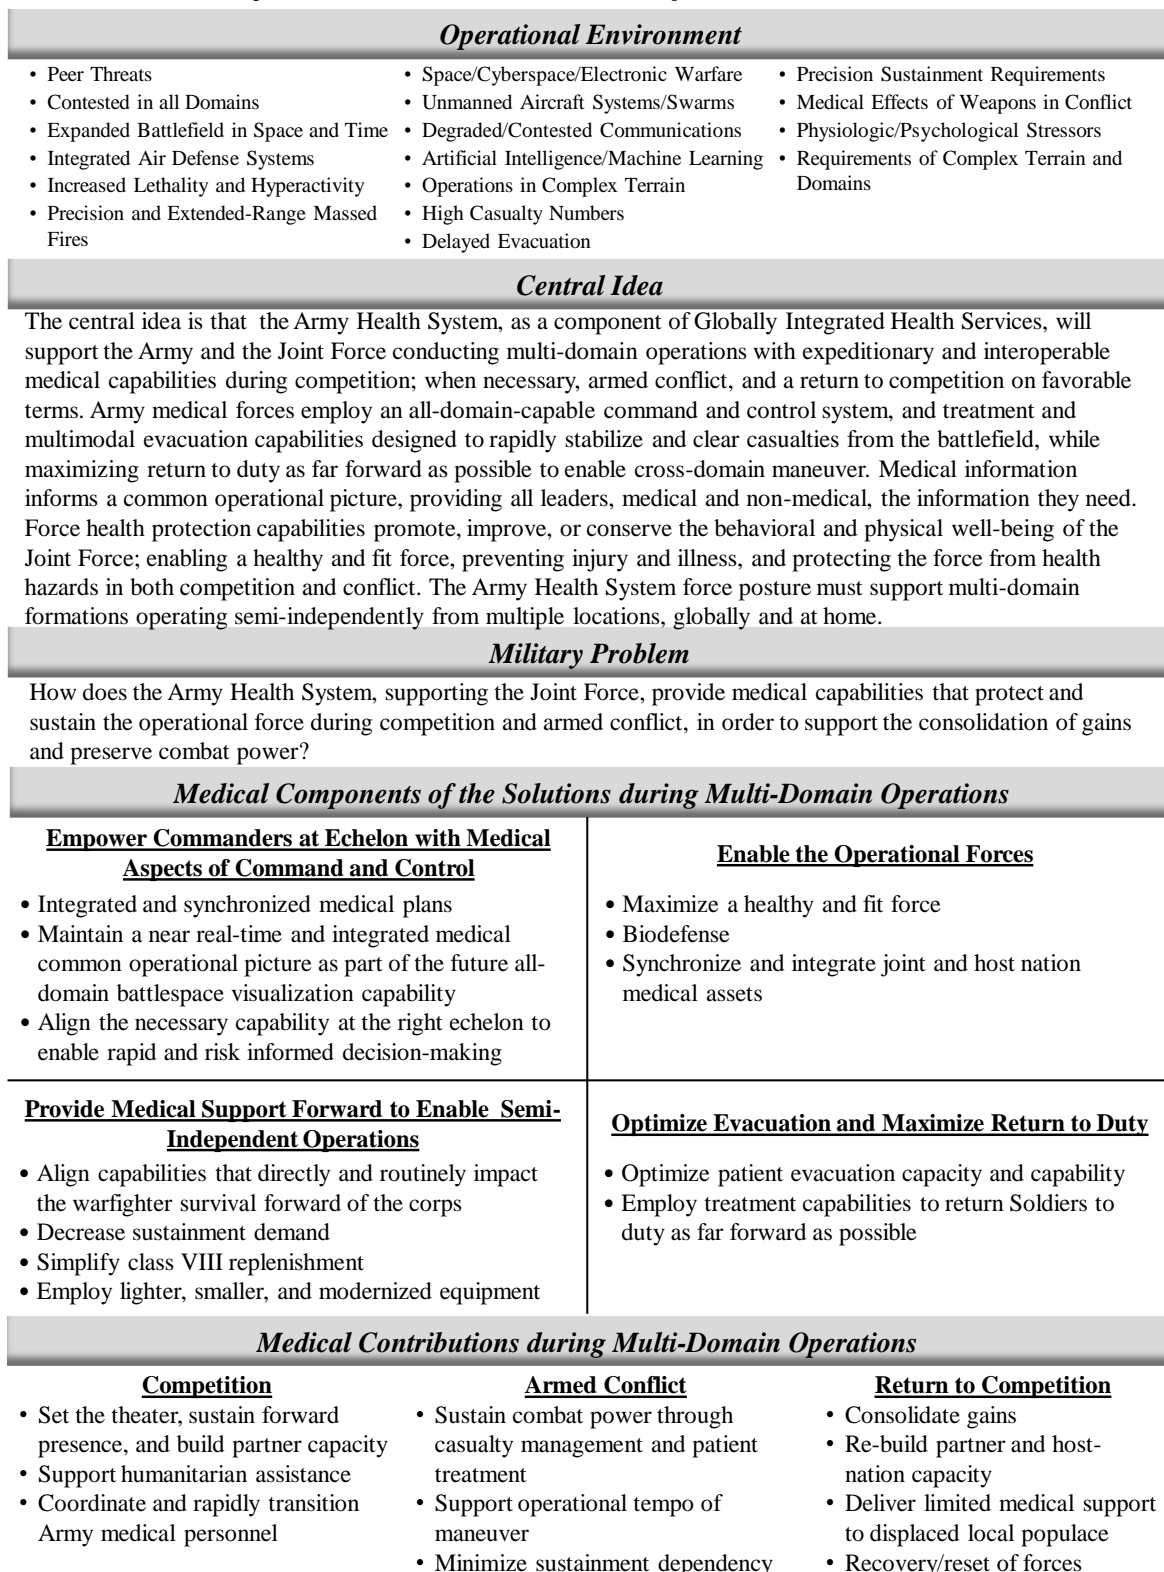 Operational Environment
• Peer Threats
• Contested in all Domains
• Expanded Battlefield in Space and Time
• Integrated Air Defense Systems
• Increased Lethality and Hyperactivity
• Precision and Extended-Range Massed
Fires
• Space/Cyberspace/Electronic Warfare
• Unmanned Aircraft Systems/Swarms
• Degraded/Contested Communications
• Artificial Intelligence/Machine Learning
• Operations in Complex Terrain
• High Casualty Numbers
• Delayed Evacuation
• Precision Sustainment Requirements
• Medical Effects of Weapons in Conflict
• Physiologic/Psychological Stressors
• Requirements of Complex Terrain and
Domains
Central Idea
The central idea is that the Army Health System, as a component of Globally Integrated Health Services, will
support the Army and the Joint Force conducting multi-domain operations with expeditionary and interoperable
medical capabilities during competition; when necessary, armed conflict, and a return to competition on favorable
terms. Army medical forces employ an all-domain-capable command and control system, and treatment and
multimodal evacuation capabilities designed to rapidly stabilize and clear casualties from the battlefield, while
maximizing return to duty as far forward as possible to enable cross-domain maneuver. Medical information
informs a common operational picture, providing all leaders, medical and non-medical, the information they need.
Force health protection capabilities promote, improve, or conserve the behavioral and physical well-being of the
Joint Force; enabling a healthy and fit force, preventing injury and illness, and protecting the force from health
hazards in both competition and conflict. The Army Health System force posture must support multi-domain
formations operating semi-independently from multiple locations, globally and at home.
Military Problem
How does the Army Health System, supporting the Joint Force, provide medical capabilities that protect and
sustain the operational force during competition and armed conflict, in order to support the consolidation of gains
and preserve combat power?
Medical Components of the Solutions during Multi-Domain Operations
Empower Commanders at Echelon with Medical
Aspects of Command and Control
• Integrated and synchronized medical plans
• Maintain a near real-time and integrated medical
common operational picture as part of the future all-
domain battlespace visualization capability
• Align the necessary capability at the right echelon to
enable rapid and risk informed decision-making
Enable the Operational Forces
• Maximize a healthy and fit force
• Biodefense
• Synchronize and integrate joint and host nation
medical assets
Provide Medical Support Forward to Enable Semi-
Independent Operations
• Align capabilities that directly and routinely impact
the warfighter survival forward of the corps
• Decrease sustainment demand
• Simplify class VIII replenishment
• Employ lighter, smaller, and modernized equipment
Optimize Evacuation and Maximize Return to Duty
• Optimize patient evacuation capacity and capability
• Employ treatment capabilities to return Soldiers to
duty as far forward as possible
Medical Contributions during Multi-Domain Operations
Competition
• Set the theater, sustain forward
presence, and build partner capacity
• Support humanitarian assistance
• Coordinate and rapidly transition
Army medical personnel
Armed Conflict
• Sustain combat power through
casualty management and patient
treatment
• Support operational tempo of
maneuver
• Minimize sustainment dependency
Return to Competition
• Consolidate gains
• Re-build partner and host-
nation capacity
• Deliver limited medical support
to displaced local populace
• Recovery/reset of forces